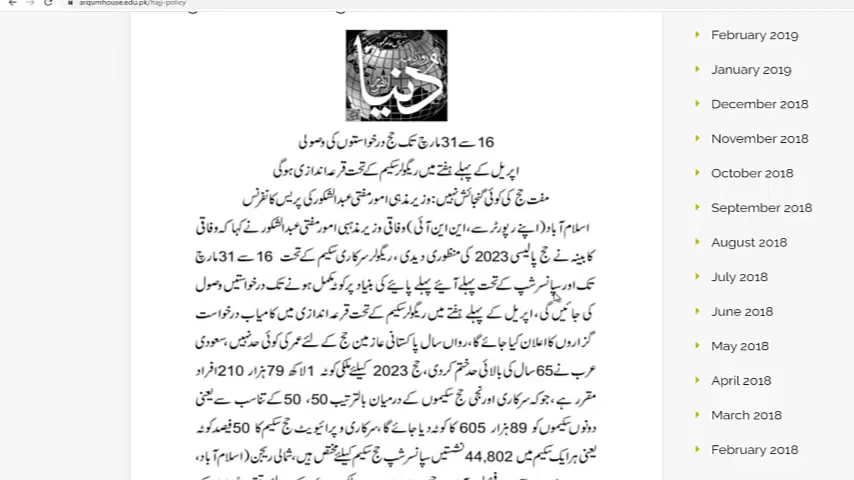 arqumhouse.edu.pk/hajj-policy
روزنامہ
دُنیا
لاہور
16 سے 31 مارچ تک حج درخواستوں کی وصولی
اپریل کے پہلے ہفتے میں ریگولر سکیم کے تحت قرعہ اندازی ہوگی
مفت حج کی کوئی گنجائش نہیں: وزیر مذہبی امور مفتی عبدالشکور کی پریس کانفرنس
اسلام آباد (اپنے رپورٹر سے، این این آئی) وفاقی وزیر مذہبی امور مفتی عبدالشکور نے کہا کہ وفاقی
کابینہ نے حج پالیسی 2023 کی منظوری دیدی، ریگولر سرکاری سکیم کے تحت 16 سے 31 مارچ
تک اور سپانسر شپ کے تحت پہلے آیئے پہلے پایئے کی بنیاد پر کوٹہ مکمل ہونے تک درخواستیں وصول
کی جائیں گی، اپریل کے پہلے ہفتے میں ریگولر سکیم کے تحت قرعہ اندازی میں کامیاب درخواست
گزاروں کا اعلان کیا جائے گا، رواں سال پاکستانی عازمین حج کے لئے عمر کی کوئی حد نہیں، سعودی
عرب نے 65 سال کی بالائی حد ختم کر دی، حج 2023 کیلئے ملکی کوٹہ 1 لاکھ 79 ہزار 210 افراد
مقرر ہے، جو کہ سرکاری اور نجی حج سکیموں کے درمیان بالترتیب 50، 50 کے تناسب سے یعنی
دونوں سکیموں کو 89 ہزار 605 کا کوٹہ دیا جائے گا، سرکاری و پرائیویٹ حج سکیم کا 50 فیصد کوٹہ
یعنی ہر ایک سکیم میں 44,802 نشستیں سپانسر شپ حج سکیم کیلئے مختص ہیں، شمالی ریجن (اسلام آباد،
February 2019
January 2019
December 2018
November 2018
October 2018
September 2018
August 2018
July 2018
June 2018
May 2018
April 2018
March 2018
February 2018